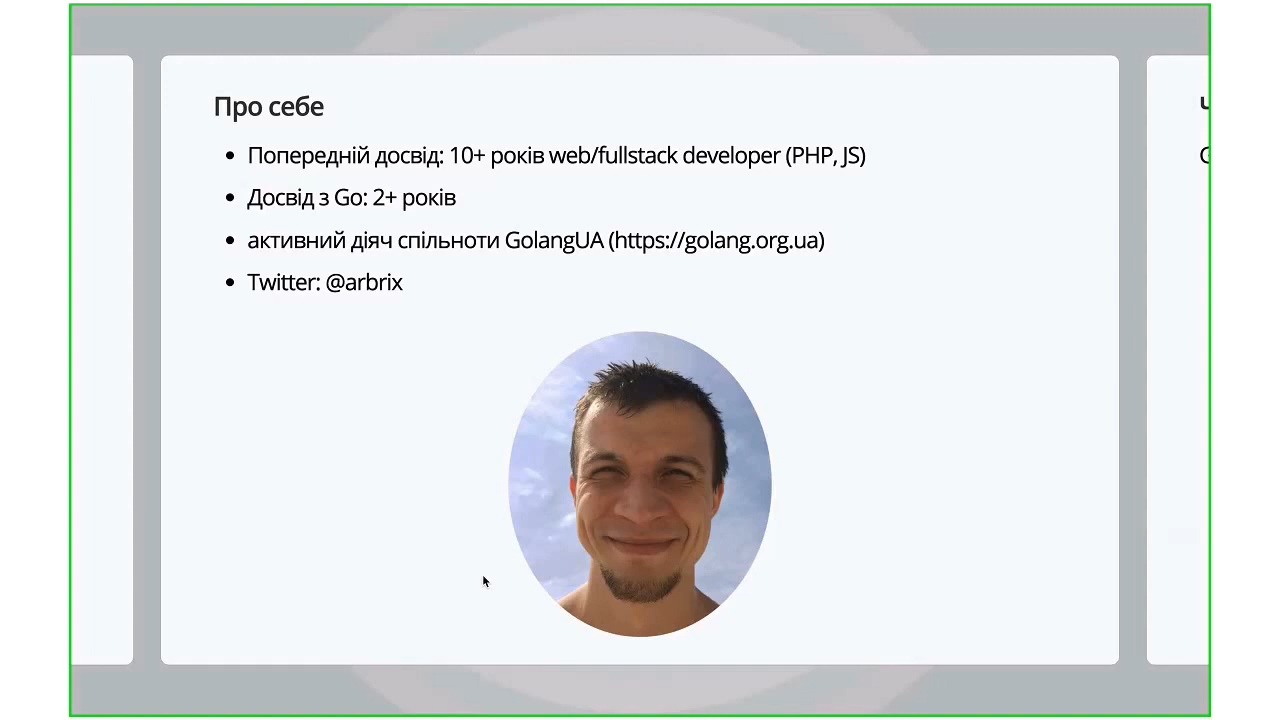 Про себе
Попередній досвід: 10+ років web/fullstack developer (PHP, JS)
Досвід з Go: 2+ років
активний діяч спільноти GolangUA (https://golang.org.ua)
Twitter: @arbrix